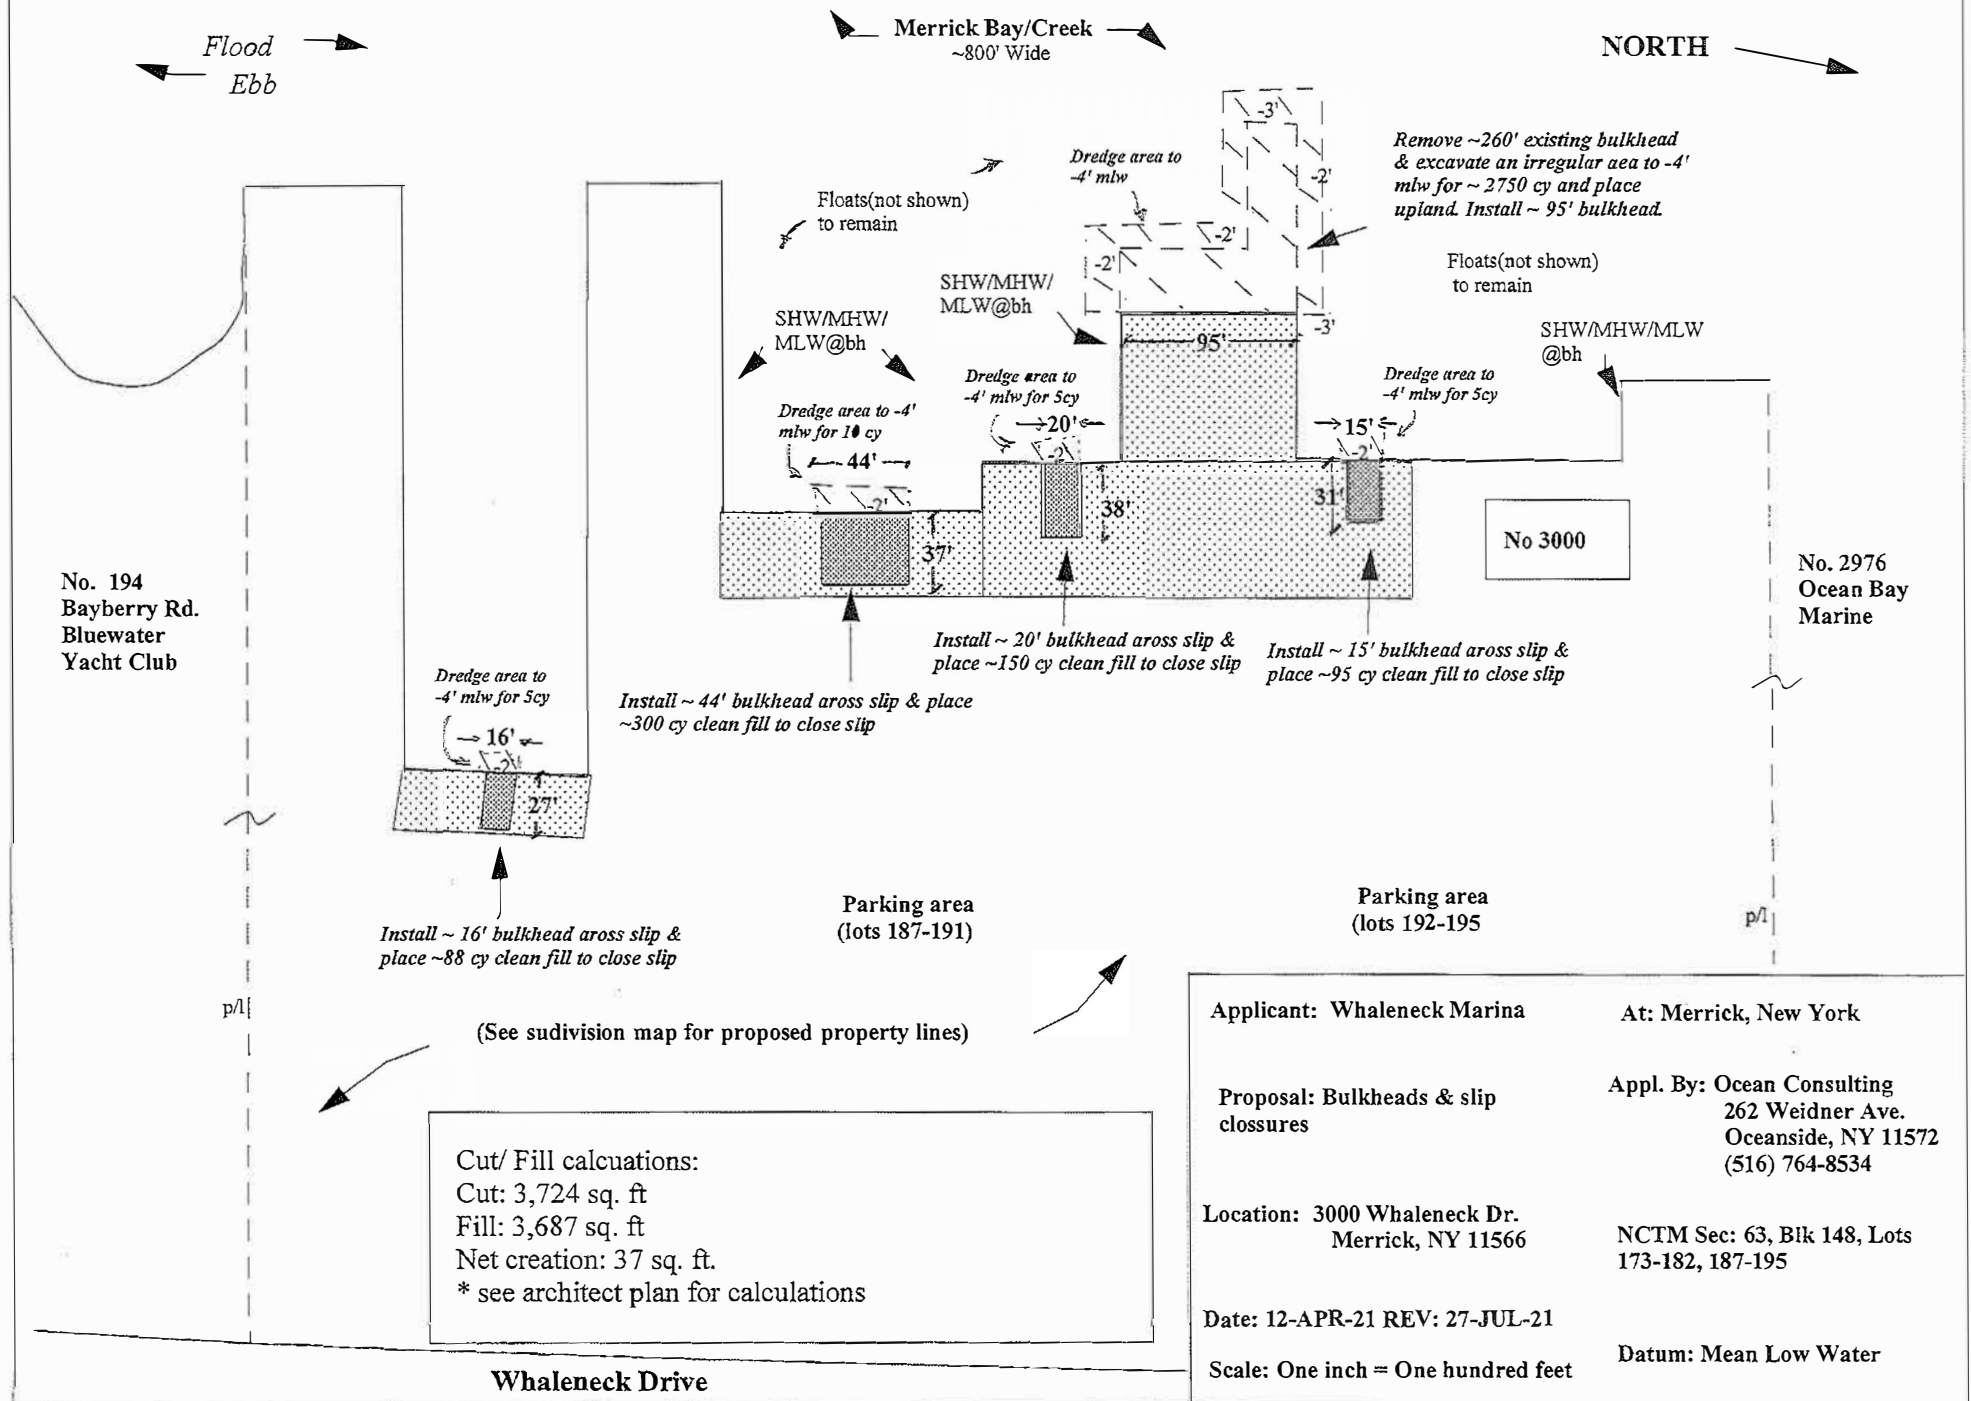 Flood
Ebb
Merrick Bay/Creek
~800' Wide
NORTH
-3'
Remove ~260' existing bulkhead
& excavate an irregular aea to -4'
mlw for ~ 2750 cy and place
upland. Install ~ 95' bulkhead.
Dredge area to
-4' mlw
-2'
Floats(not shown)
to remain
-2'
-2'
Floats(not shown)
to remain
SHW/MHW/
MLW@bh
SHW/MHW/
MLW@bh
-3'
SHW/MHW/MLW
@bh
95'
Dredge area to
-4' mlw for 5cy
Dredge area to
-4' mlw for 5cy
Dredge area to -4'
mlw for 10 cy
20'
15'
-2'
-2'
44'
-2'
38'
31'
37'
No 3000
No. 194
Bayberry Rd.
Bluewater
Yacht Club
No. 2976
Ocean Bay
Marine
Install ~ 20' bulkhead aross slip &
place ~150 cy clean fill to close slip
Install ~ 15' bulkhead aross slip &
place ~95 cy clean fill to close slip
Dredge area to
-4' mlw for 5cy
Install ~ 44' bulkhead aross slip & place
~300 cy clean fill to close slip
16'
-2'
27'
Install ~ 16' bulkhead aross slip &
place ~88 cy clean fill to close slip
Parking area
(lots 187-191)
Parking area
(lots 192-195
p/l
p/l
(See sudivision map for proposed property lines)
Cut/ Fill calcuations:
Cut: 3,724 sq. ft
Fill: 3,687 sq. ft
Net creation: 37 sq. ft.
* see architect plan for calculations
Whaleneck Drive
Applicant: Whaleneck Marina
At: Merrick, New York
Proposal: Bulkheads & slip
clossures
Appl. By: Ocean Consulting
262 Weidner Ave.
Oceanside, NY 11572
(516) 764-8534
Location: 3000 Whaleneck Dr.
Merrick, NY 11566
NCTM Sec: 63, Blk 148, Lots
173-182, 187-195
Date: 12-APR-21 REV: 27-JUL-21
Scale: One inch = One hundred feet
Datum: Mean Low Water